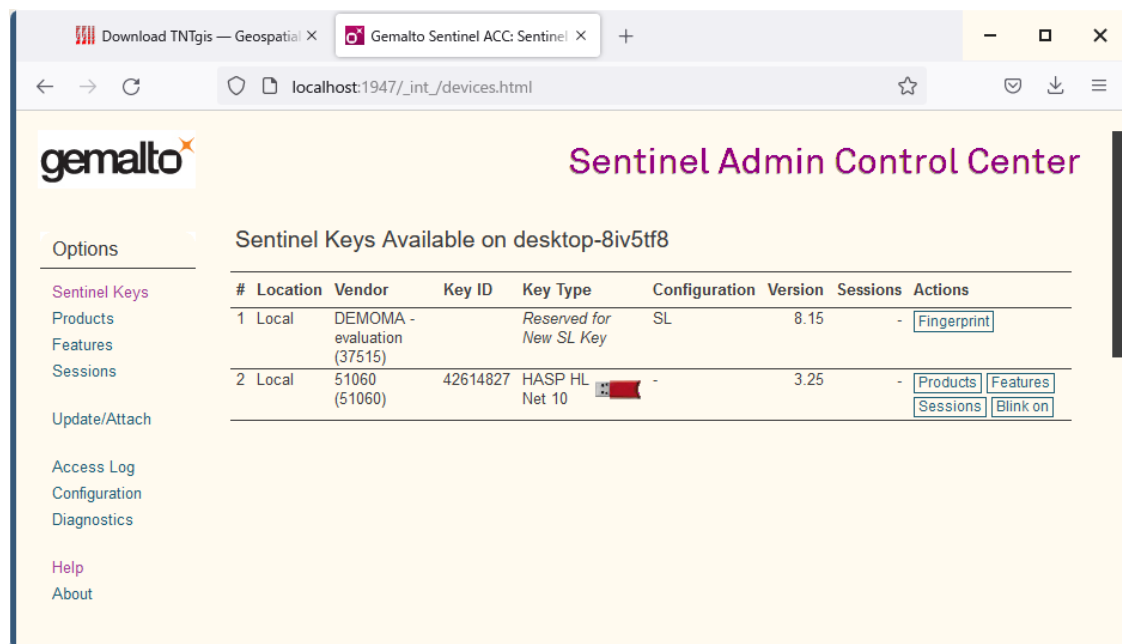 Download TNTgis — Geospatial
Gemalto Sentinel ACC: Sentinel
localhost:1947/_int_/devices.html
gemalto
Sentinel Admin Control Center
Options
Sentinel Keys
Products
Features
Sessions
Update/Attach
Access Log
Configuration
Diagnostics
Help
About
Sentinel Keys Available on desktop-8iv5tf8
# Location Vendor Key ID Key Type Configuration Version Sessions Actions
1 Local DEMOMA - Reserved for SL 8.15 - Fingerprint
evaluation New SL Key
(37515)
2 Local 51060 42614827 HASP HL - 3.25 - Products Features
(51060) Net 10 Sessions Blink on